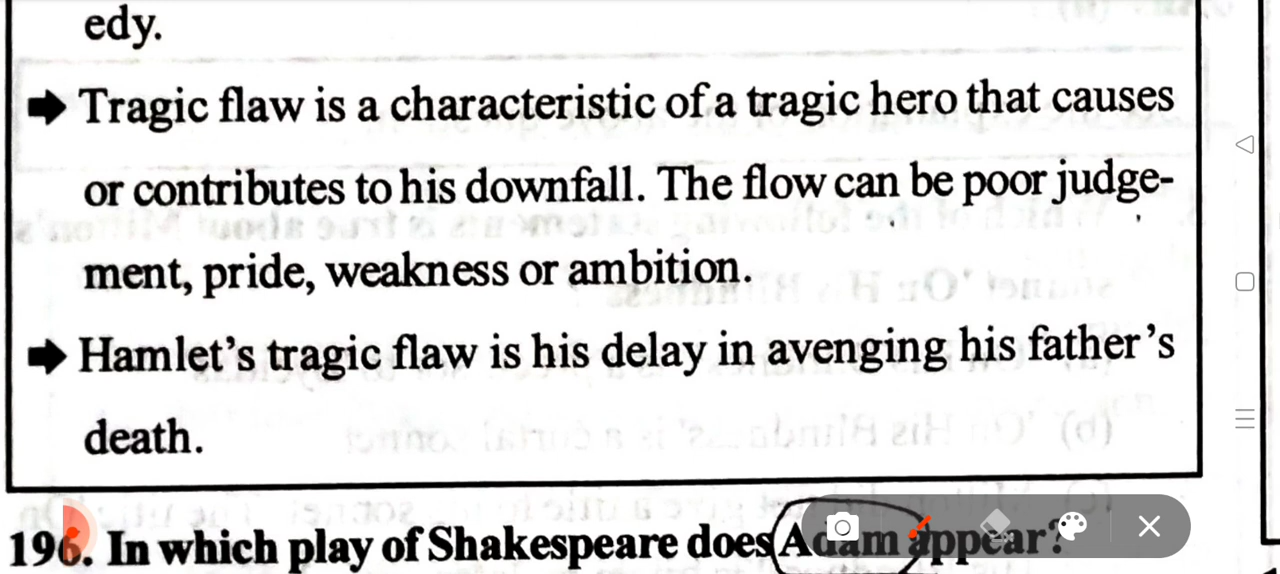 edy.
➡ Tragic flaw is a characteristic of a tragic hero that causes
or contributes to his downfall. The flow can be poor judge-
ment, pride, weakness or ambition.
➡ Hamlet's tragic flaw is his delay in avenging his father's
death.
196. In which play of Shakespeare does Adam appear?